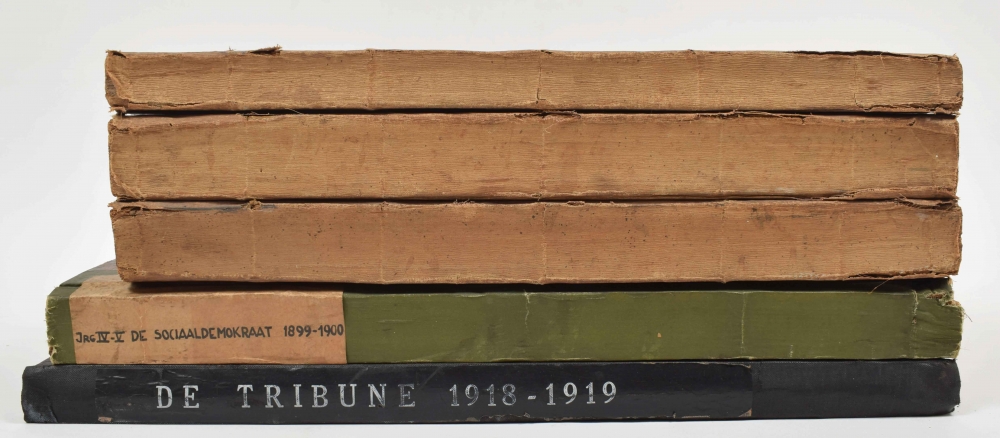 JRG IV-V DE SOCIAALDEMOKRAAT 1899-1900
DE TRIBUNE 1918-1919